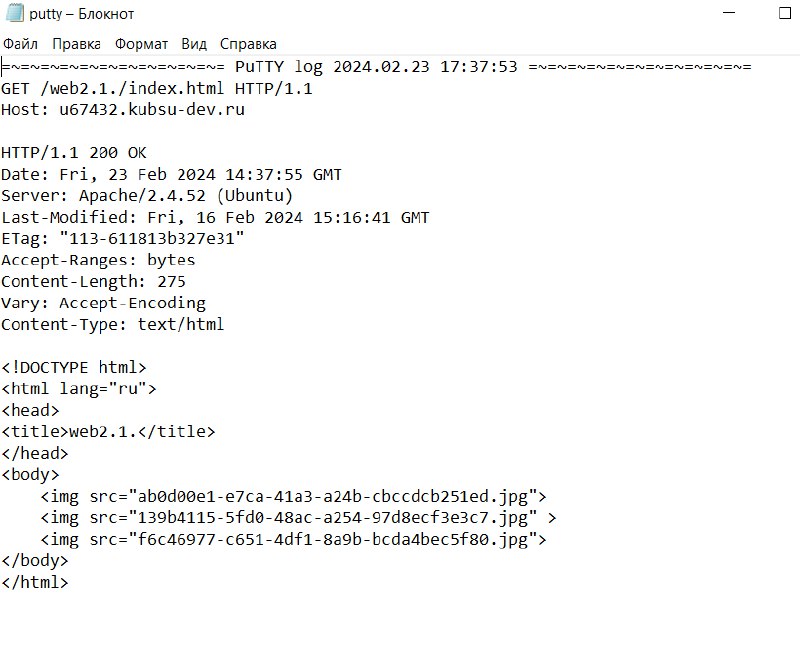 putty – Блокнот
Файл Правка Формат Вид Справка
=~=~=~=~=~=~=~=~=~=~=~= PuTTY log 2024.02.23 17:37:53 =~=~=~=~=~=~=~=~=~=~=~=
GET /web2.1./index.html HTTP/1.1
Host: u67432.kubsu-dev.ru

HTTP/1.1 200 OK
Date: Fri, 23 Feb 2024 14:37:55 GMT
Server: Apache/2.4.52 (Ubuntu)
Last-Modified: Fri, 16 Feb 2024 15:16:41 GMT
ETag: "113-611813b327e31"
Accept-Ranges: bytes
Content-Length: 275
Vary: Accept-Encoding
Content-Type: text/html

<!DOCTYPE html>
<html lang="ru">
<head>
<title>web2.1.</title>
</head>
<body>
    <img src="ab0d00e1-e7ca-41a3-a24b-cbccdcb251ed.jpg">
    <img src="139b4115-5fd0-48ac-a254-97d8ecf3e3c7.jpg" >
    <img src="f6c46977-c651-4df1-8a9b-bcda4bec5f80.jpg">
</body>
</html>